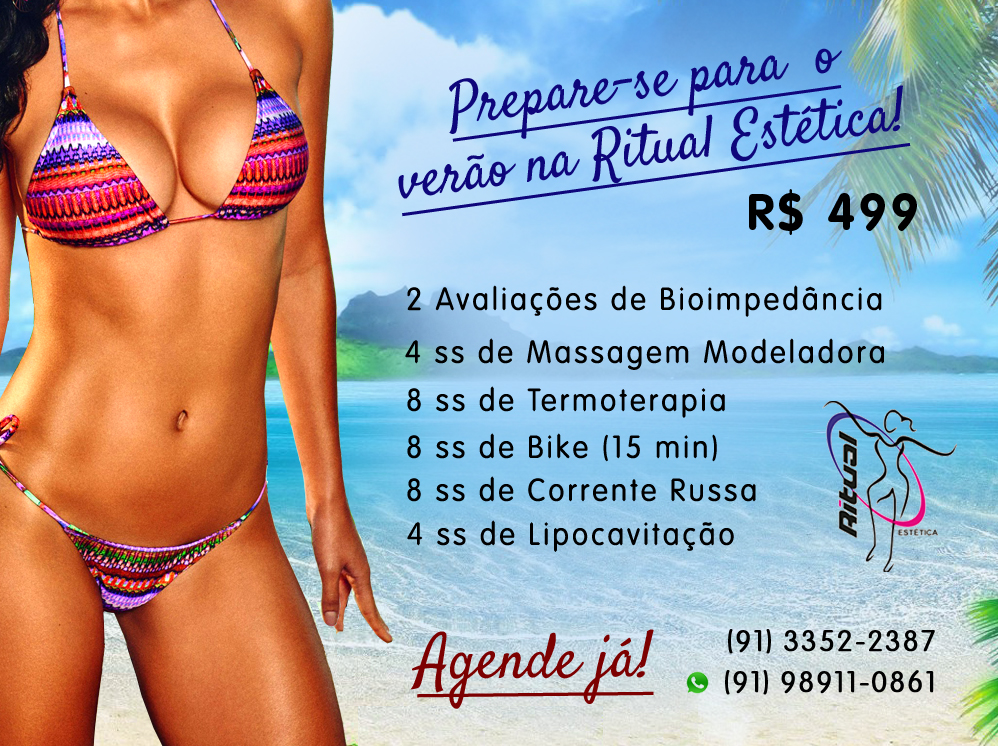 Prepare-se para o
verão na Ritual Estética!
R$ 499
2 Avaliações de Bioimpedância
4 ss de Massagem Modeladora
8 ss de Termoterapia
8 ss de Bike (15 min)
8 ss de Corrente Russa
4 ss de Lipocavitação
Ritual
ESTÉTICA
Agende já!
(91) 3352-2387
(91) 98911-0861